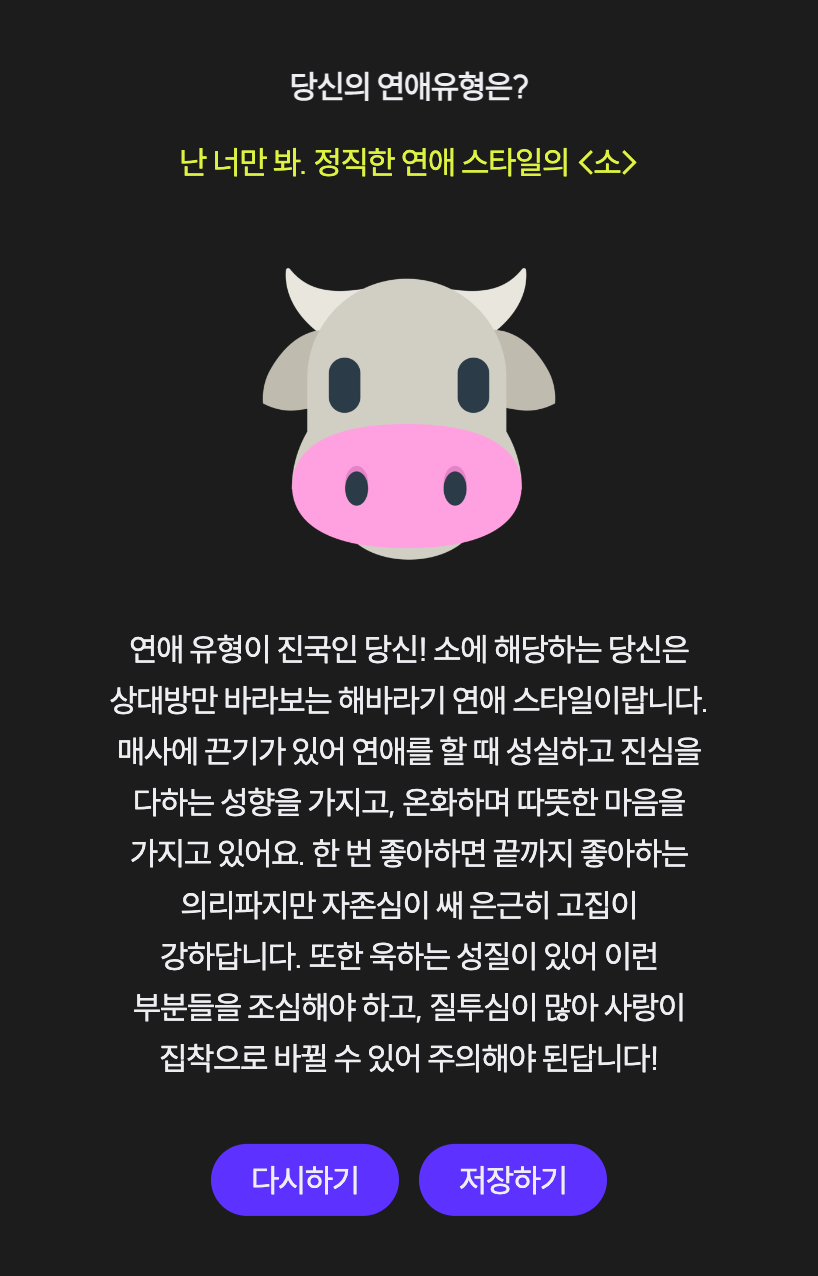 당신의 연애유형은?
난 너만 봐. 정직한 연애 스타일의 <소>
연애 유형이 진국인 당신! 소에 해당하는 당신은
상대방만 바라보는 해바라기 연애 스타일이랍니다.
매사에 끈기가 있어 연애를 할 때 성실하고 진심을
다하는 성향을 가지고, 온화하며 따뜻한 마음을
가지고 있어요. 한 번 좋아하면 끝까지 좋아하는
의리파지만 자존심이 쌔 은근히 고집이
강하답니다. 또한 욱하는 성질이 있어 이런
부분들을 조심해야 하고, 질투심이 많아 사랑이
집착으로 바뀔 수 있어 주의해야 된답니다!
다시하기
저장하기